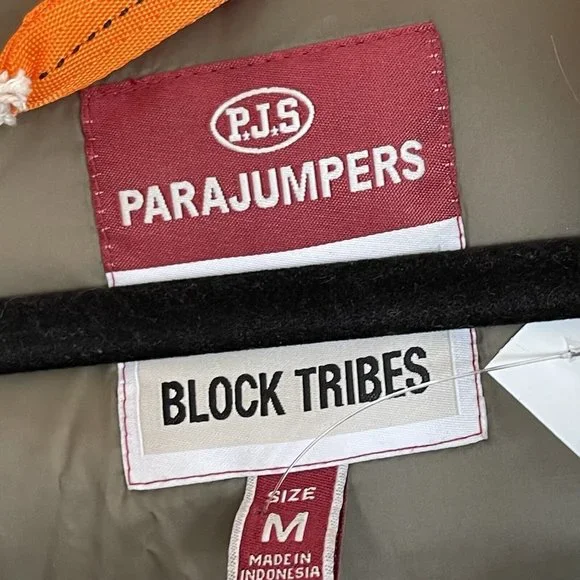 P.J.S
PARAJUMPERS
BLOCK TRIBES
SIZE
M
MADE IN
INDONESIA